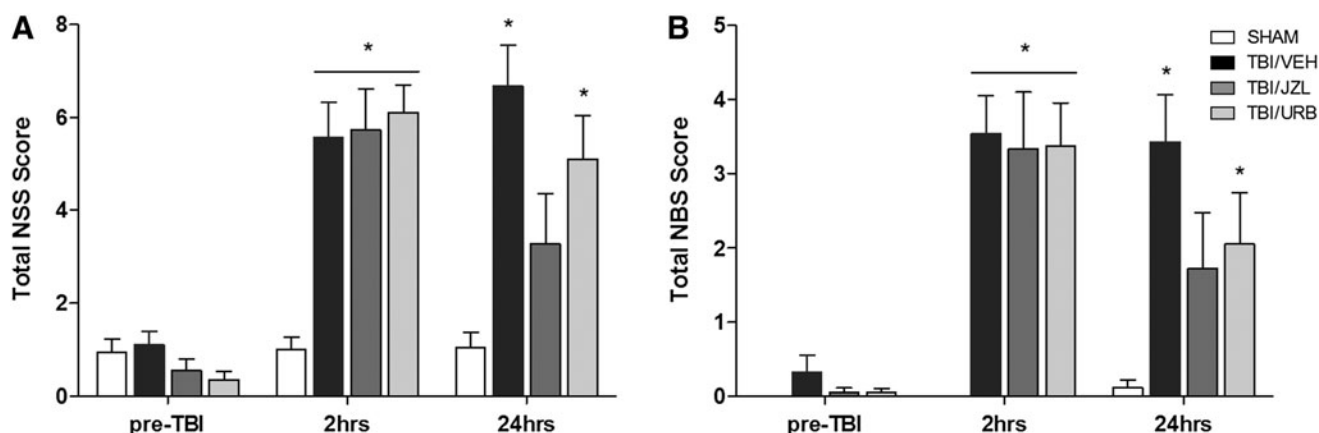 A
Total NSS Score
8
6
4
2
0
*
*
*
pre-TBI 2hrs 24hrs
B
Total NBS Score
5
4
3
2
1
0
*
*
*
pre-TBI 2hrs 24hrs
SHAM
TBI/VEH
TBI/JZL
TBI/URB